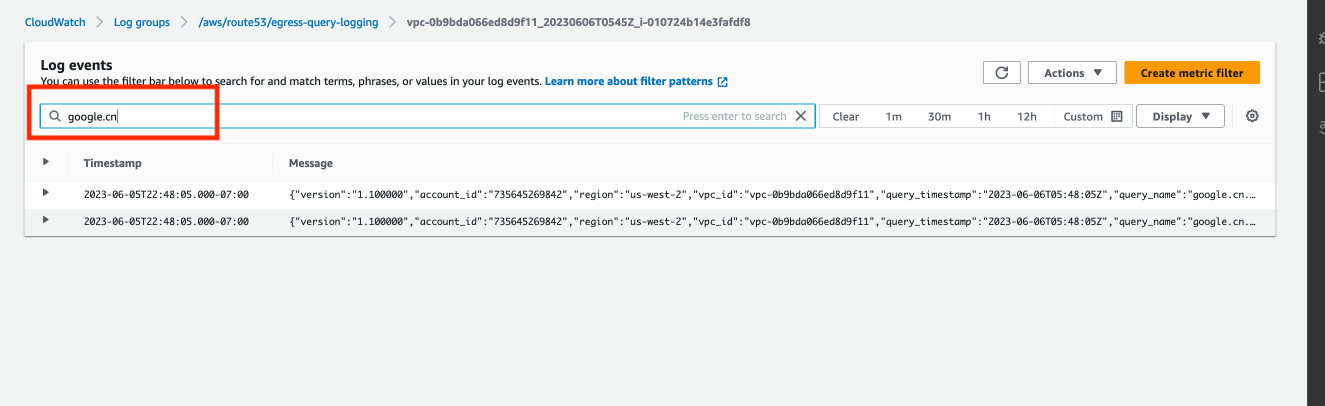 CloudWatch > Log groups > /aws/route53/egress-query-logging > vpc-0b9bda066ed8d9f11_20230606T0545Z_i-010724b14e3fafdf8
Log events
You can use the filter bar below to search for and match terms, phrases, or values in your log events. Learn more about filter patterns
Actions Create metric filter
google.cn Press enter to search Clear 1m 30m 1h 12h Custom Display
Timestamp Message
2023-06-05T22:48:05.000-07:00 {"version":"1.100000","account_id":"735645269842","region":"us-west-2","vpc_id":"vpc-0b9bda066ed8d9f11","query_timestamp":"2023-06-06T05:48:05Z","query_name":"google.cn.…
2023-06-05T22:48:05.000-07:00 {"version":"1.100000","account_id":"735645269842","region":"us-west-2","vpc_id":"vpc-0b9bda066ed8d9f11","query_timestamp":"2023-06-06T05:48:05Z","query_name":"google.cn.…